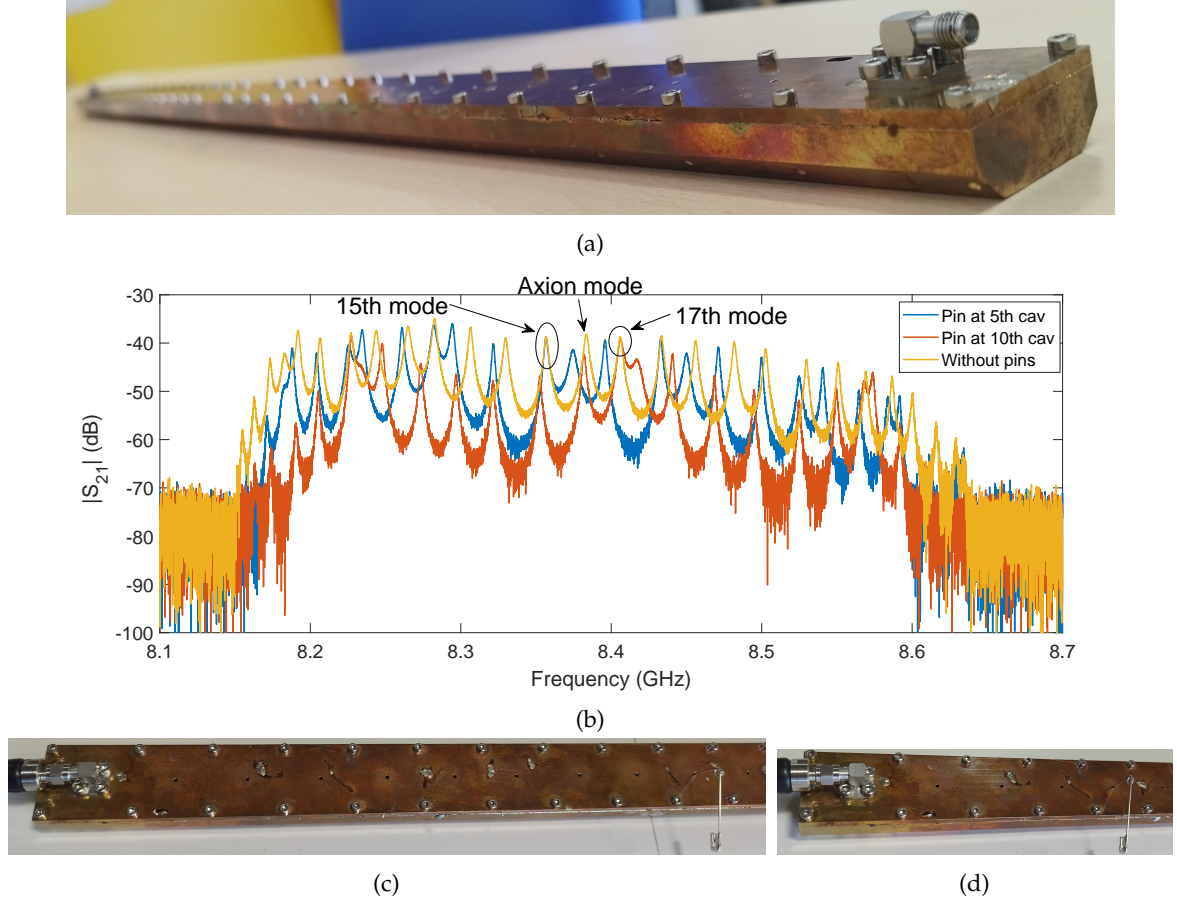 (a)
Axion mode
15th mode
17th mode
Pin at 5th cav
Pin at 10th cav
Without pins
-30
-40
-50
-60
-70
-80
-90
-100
|S21| (dB)
8.1 8.2 8.3 8.4 8.5 8.6 8.7
Frequency (GHz)
(b)
(c) (d)